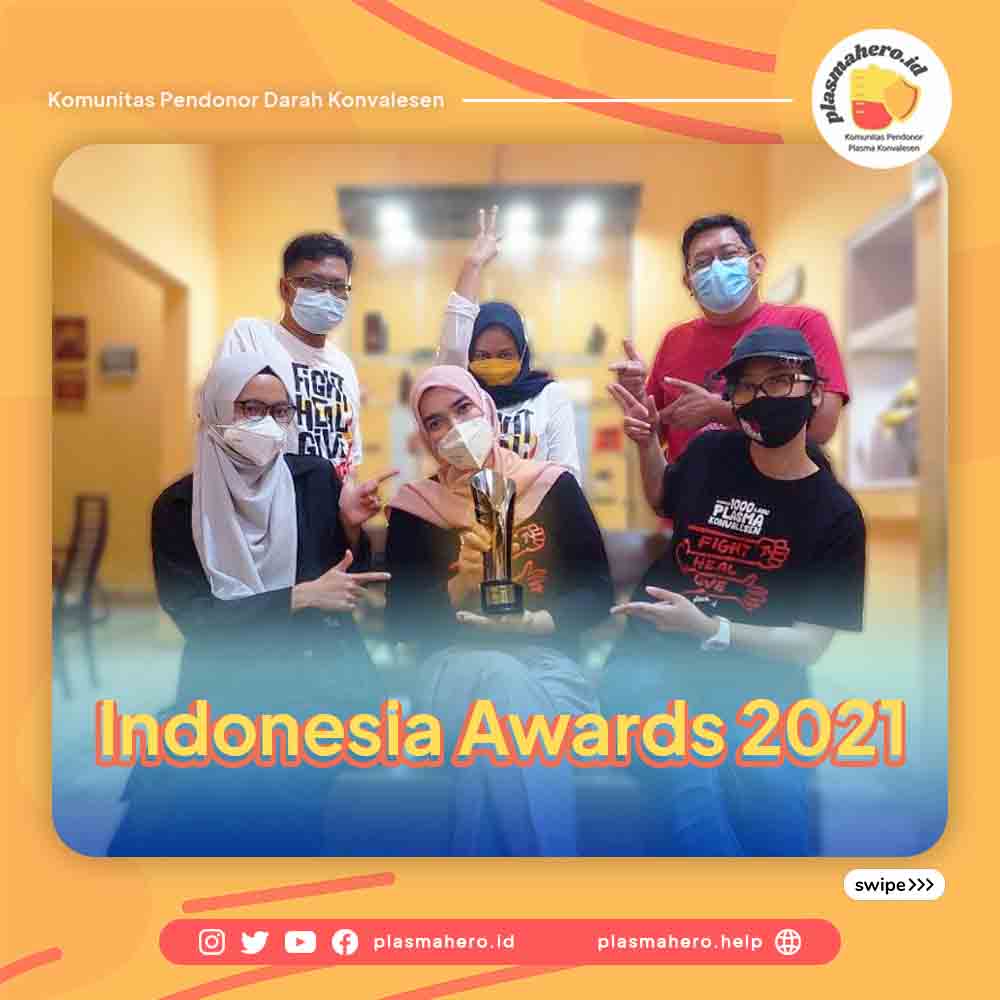 plasmahero.id
Komunitas Pendonor Darah Konvalesen
Komunitas Pendonor
Plasma Konvalesen
FIGHT
HEAL
GIVE
1000
PLASMA
KONVALESEN
FIGHT
HEAL
GIVE
Indonesia Awards 2021
swipe>>>
plasmahero.id
plasmahero.help